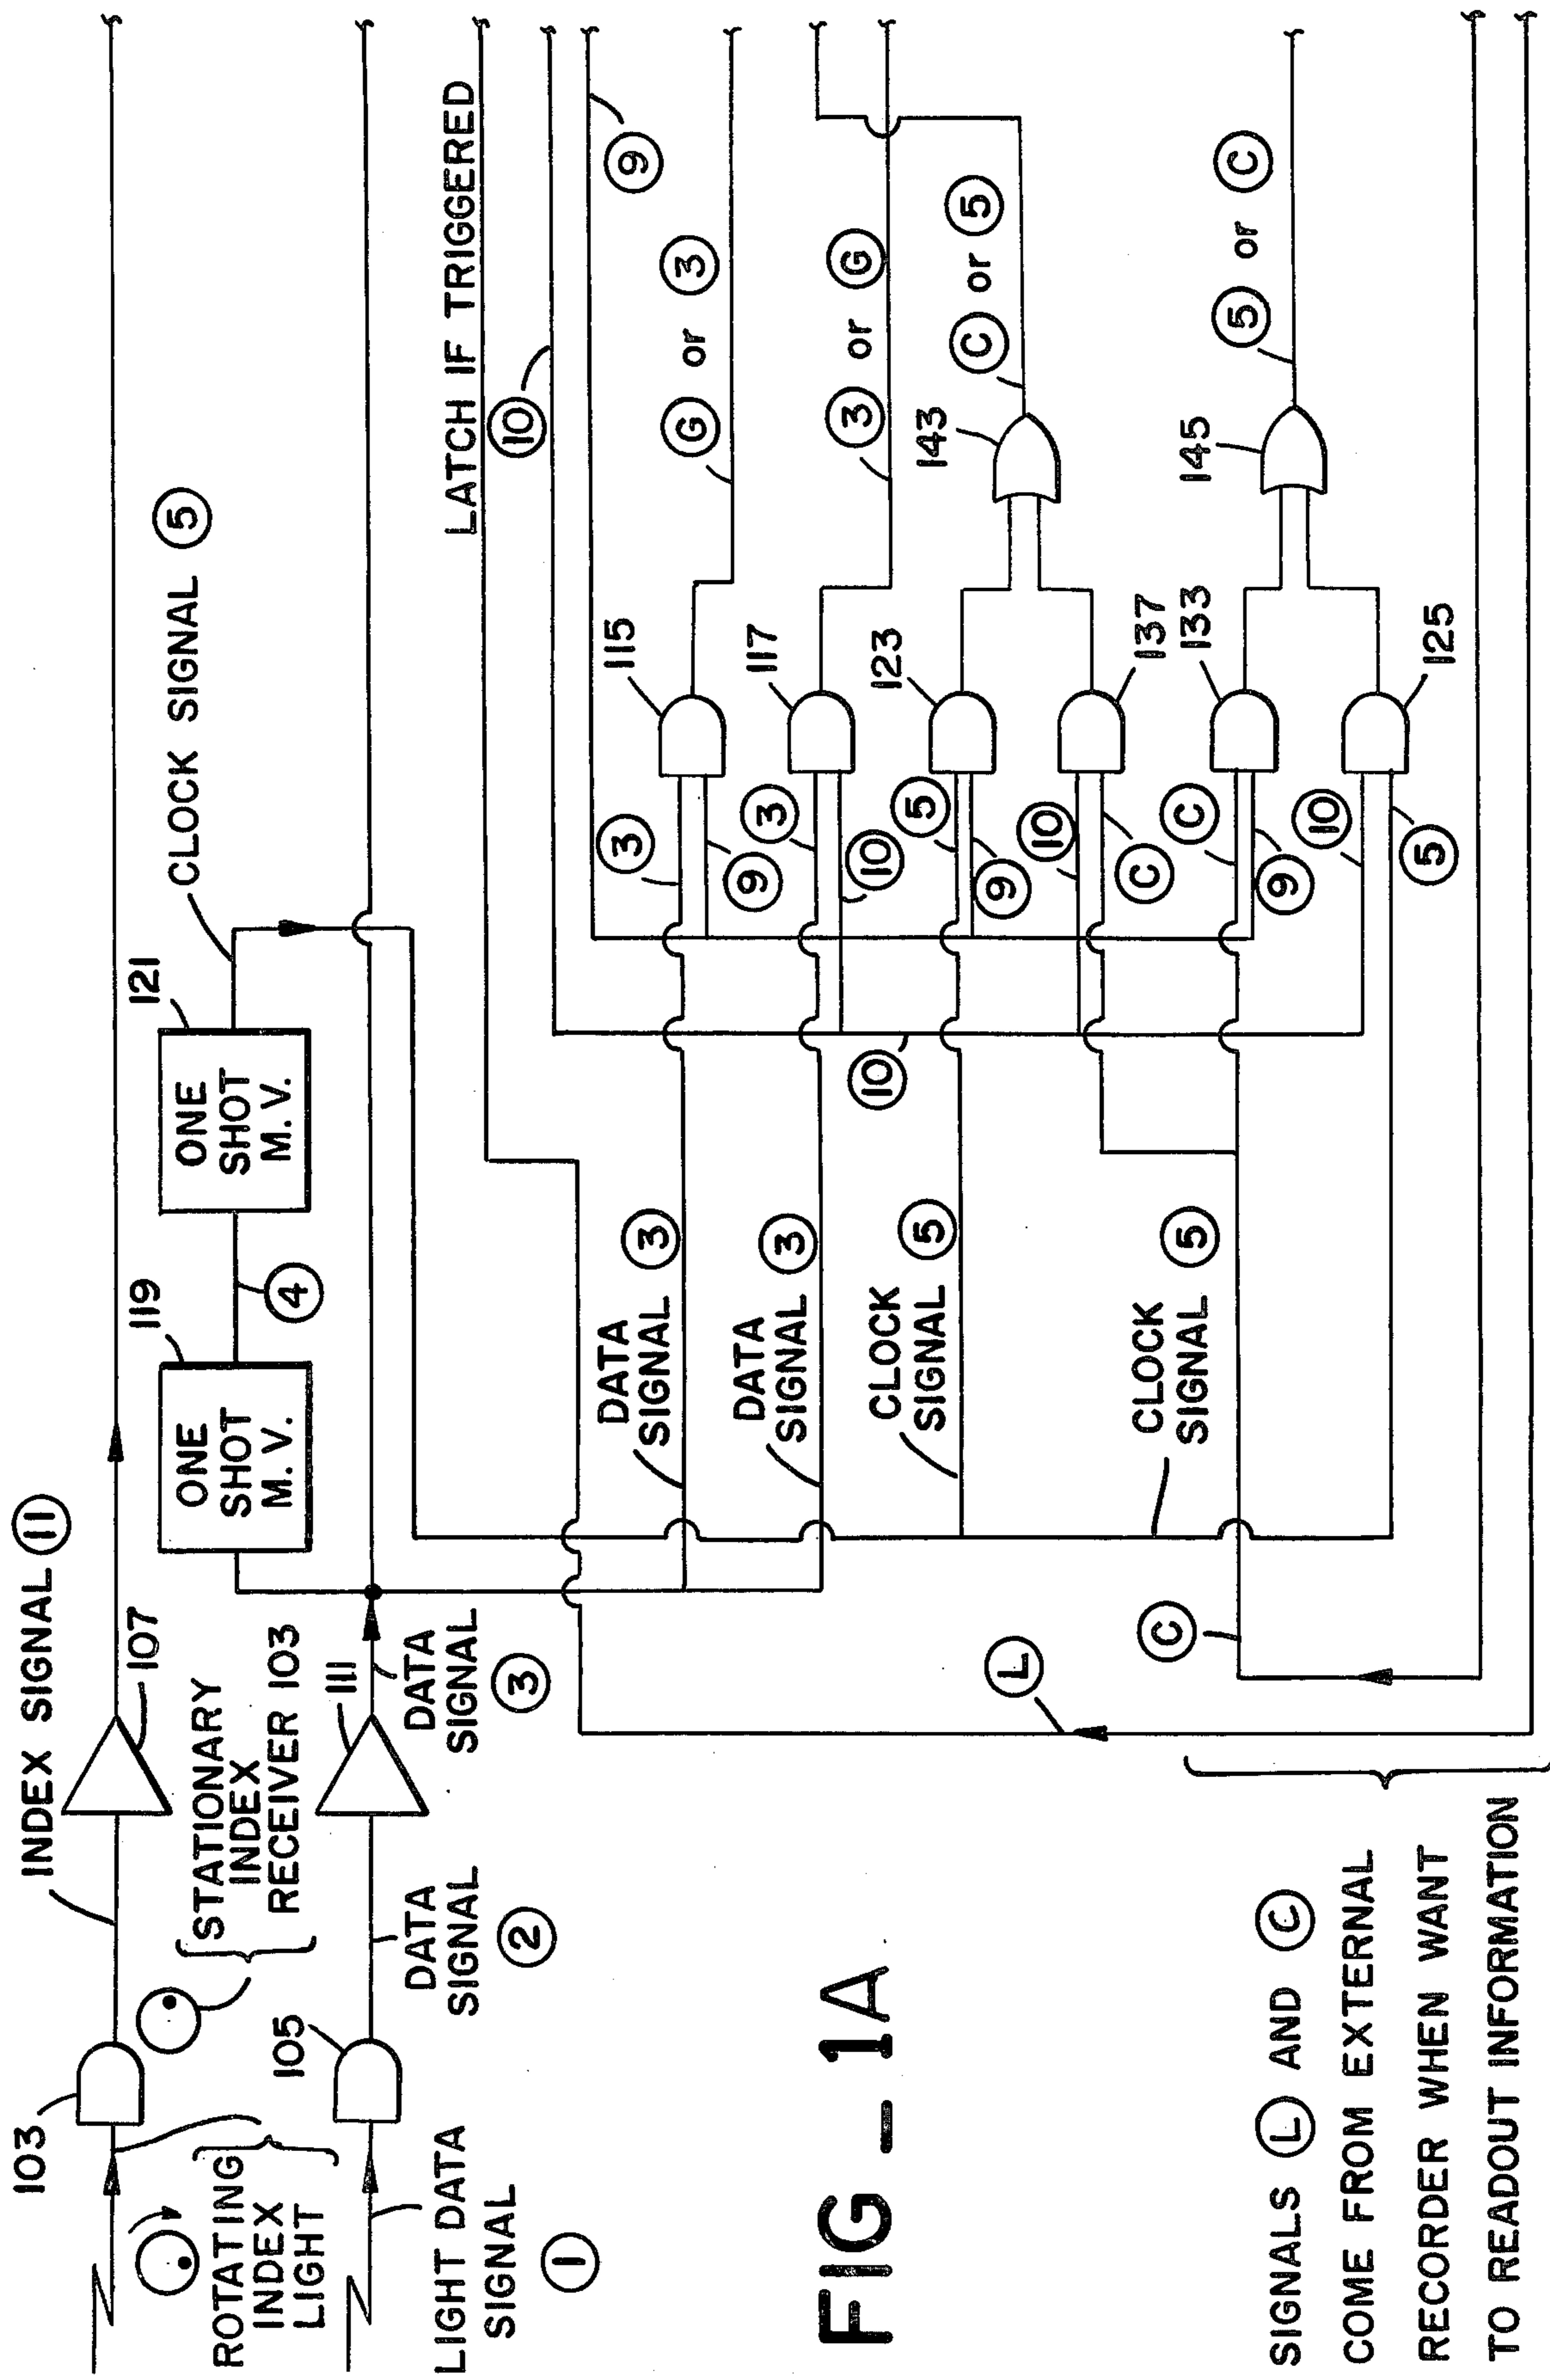 103
INDEX SIGNAL 11
107
ROTATING
INDEX
LIGHT
STATIONARY
INDEX
RECEIVER 103
105
LIGHT DATA
SIGNAL
1
DATA
SIGNAL
2
111
DATA
SIGNAL
3
119
ONE
SHOT
M. V.
4
121
ONE
SHOT
M. V.
CLOCK SIGNAL 5
LATCH IF TRIGGERED
10
9
DATA
SIGNAL 3
3
9
115
G or 3
DATA
SIGNAL 3
3
10
117
3 or G
10
CLOCK
SIGNAL 5
5
9
123
143
C or 5
10
C
137
CLOCK
SIGNAL 5
C
9
133
145
5 or C
10
5
125
C
L
FIG - 1A
SIGNALS L AND C
COME FROM EXTERNAL
RECORDER WHEN WANT
TO READOUT INFORMATION